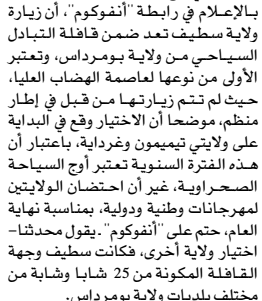 بالإعلام في رابطة "أنفوكوم"، أن زيارة
ولاية سطيف تعد ضمن قافلة التبادل
السياحي من ولاية بومرداس، وتعتبر
الأولى من نوعها لعاصمة الهضاب العليا،
حيث لم تتم زيارتها من قبل في إطار
منظم، موضحا أن الاختيار وقع في البداية
على ولايتي تيميمون وغرداية، باعتبار أن
هذه الفترة السنوية تعتبر أوج السياحة
الصحراوية، غير أن احتضان الولايتين
لمهرجانات وطنية ودولية، بمناسبة نهاية
العام، حتم على "أنفوكوم". يقول محدثنا-
اختيار ولاية أخرى، فكانت سطيف وجهة
القافلة المكونة من 25 شابا وشابة من
مختلف بلديات ولاية بومرداس.